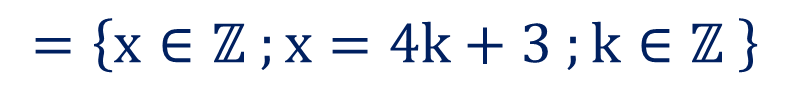 = {x ∈ ℤ ; x = 4k + 3 ; k ∈ ℤ }